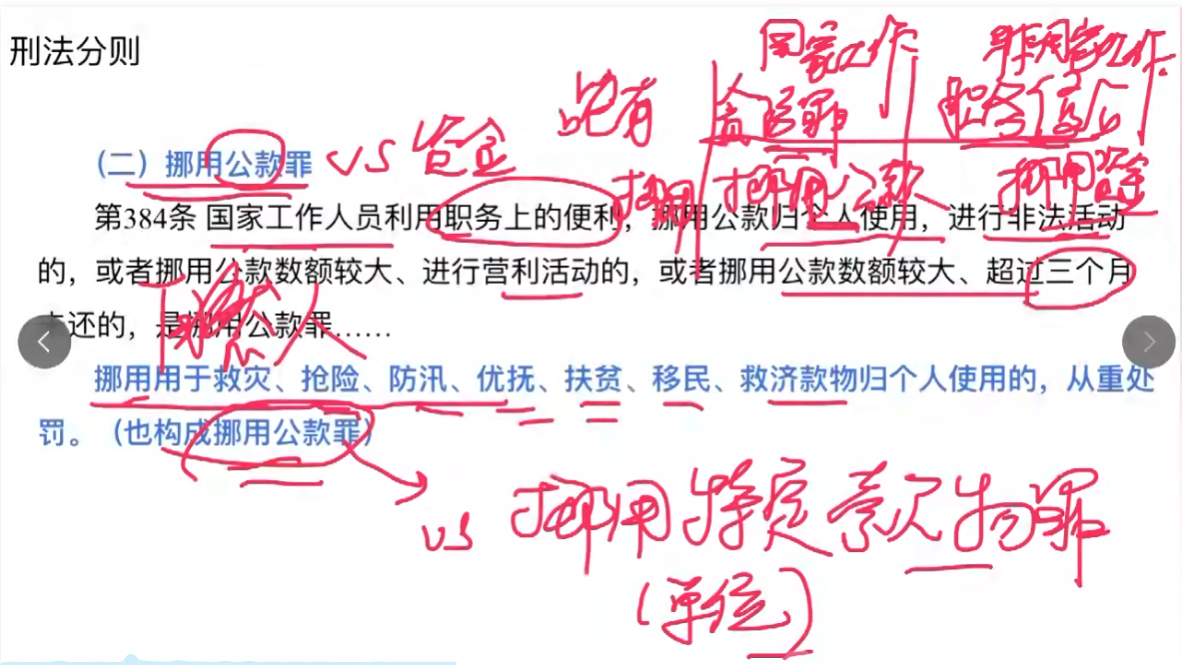 刑法分则
国家工作 非国家工作
占有 贪污罪 职务侵占
(二)挪用公款罪 VS 资金 挪用 挪用公款 挪用资金
第384条 国家工作人员利用职务上的便利，挪用公款归个人使用，进行非法活动
的，或者挪用公款数额较大、进行营利活动的，或者挪用公款数额较大、超过三个月
未还的，是挪用公款罪……
自然人
挪用用于救灾、抢险、防汛、优抚、扶贫、移民、救济款物归个人使用的，从重处
罚。（也构成挪用公款罪）
VS 挪用特定款物罪
(单位)